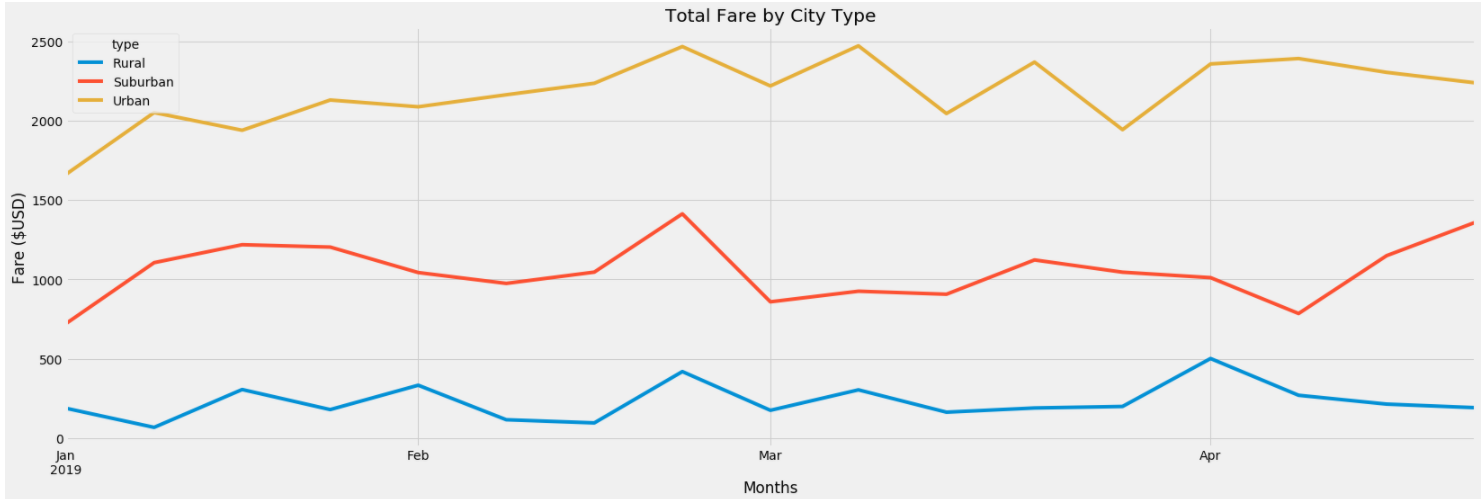 Total Fare by City Type
type
Rural
Suburban
Urban
Fare ($USD)
2500
2000
1500
1000
500
0
Jan
2019
Feb
Mar
Apr
Months